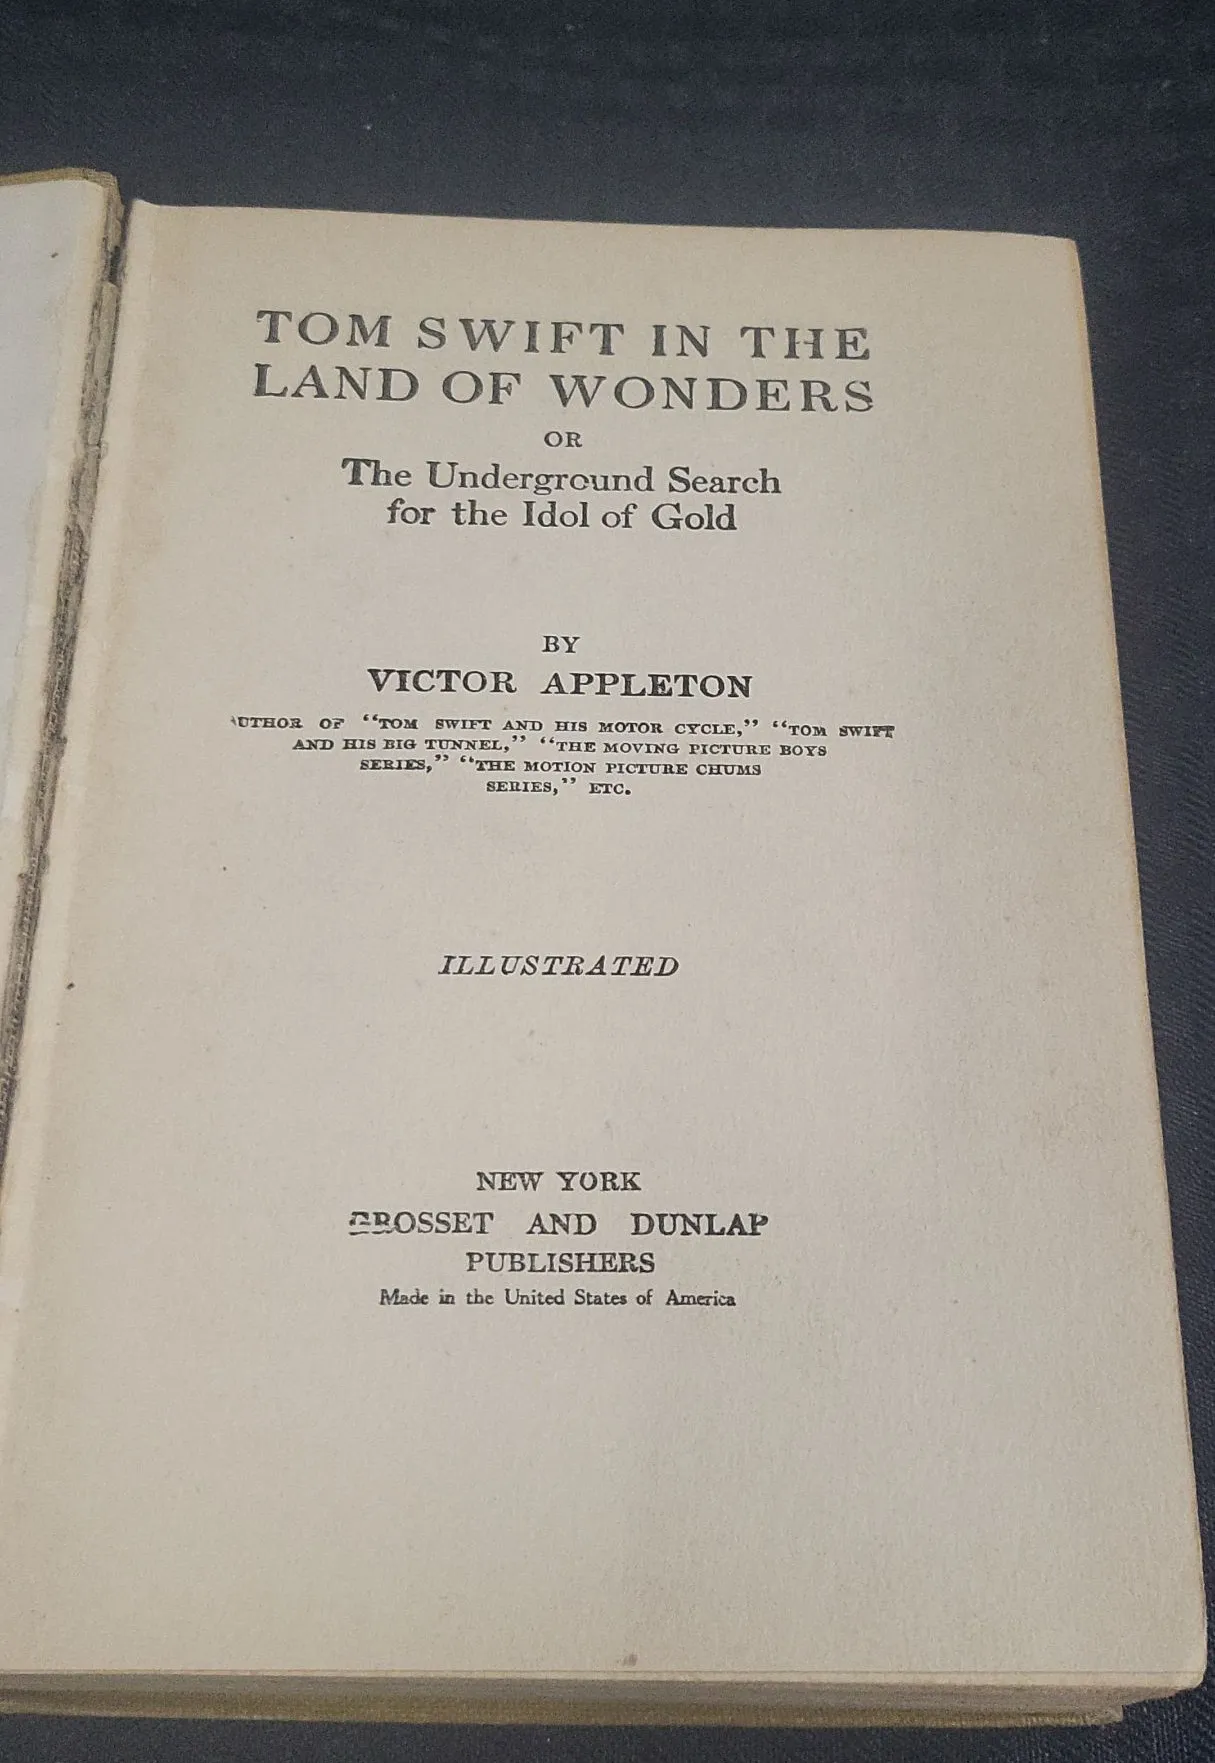 TOM SWIFT IN THE
LAND OF WONDERS
OR
The Underground Search
for the Idol of Gold
BY
VICTOR APPLETON
AUTHOR OF “TOM SWIFT AND HIS MOTOR CYCLE,” “TOM SWIFT
AND HIS BIG TUNNEL,” “THE MOVING PICTURE BOYS
SERIES,” “THE MOTION PICTURE CHUMS
SERIES,” ETC.
ILLUSTRATED
NEW YORK
GROSSET AND DUNLAP
PUBLISHERS
Made in the United States of America